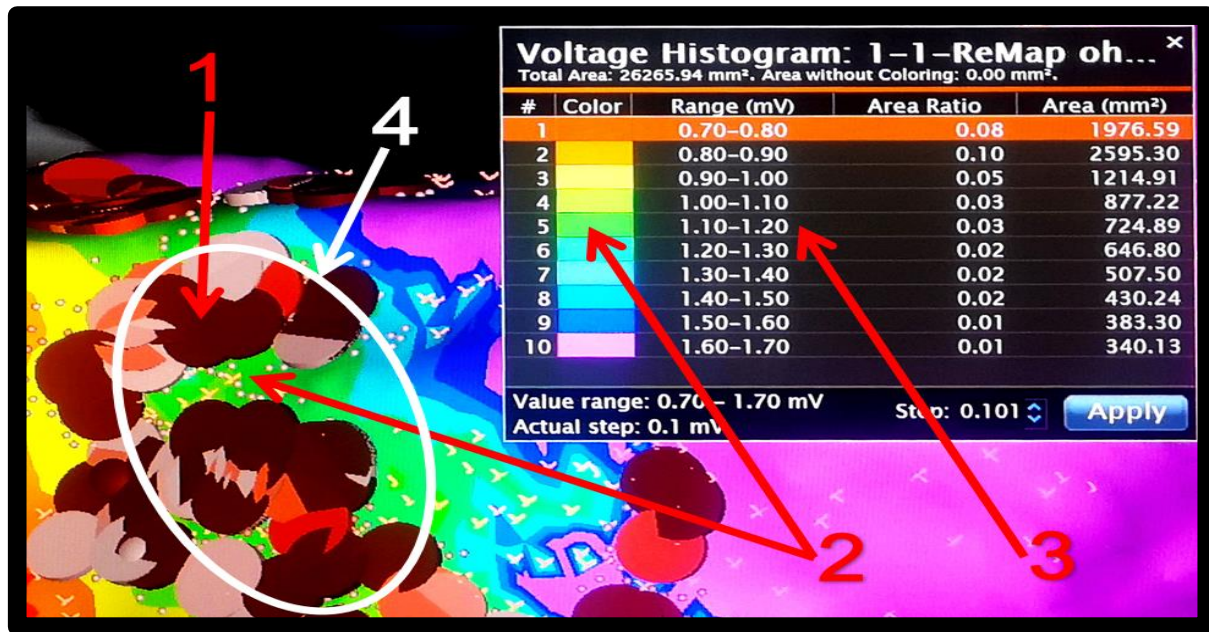 1
4
Voltage Histogram: 1-1-ReMap oh... ×
Total Area: 26265.94 mm². Area without Coloring: 0.00 mm².
# Color Range (mV) Area Ratio Area (mm²)
1 0.70-0.80 0.08 1976.59
2 0.80-0.90 0.10 2595.30
3 0.90-1.00 0.05 1214.91
4 1.00-1.10 0.03 877.22
5 1.10-1.20 0.03 724.89
6 1.20-1.30 0.02 646.80
7 1.30-1.40 0.02 507.50
8 1.40-1.50 0.02 430.24
9 1.50-1.60 0.01 383.30
10 1.60-1.70 0.01 340.13
Value range: 0.70 - 1.70 mV Step: 0.101 Apply
Actual step: 0.1 mV
2
3